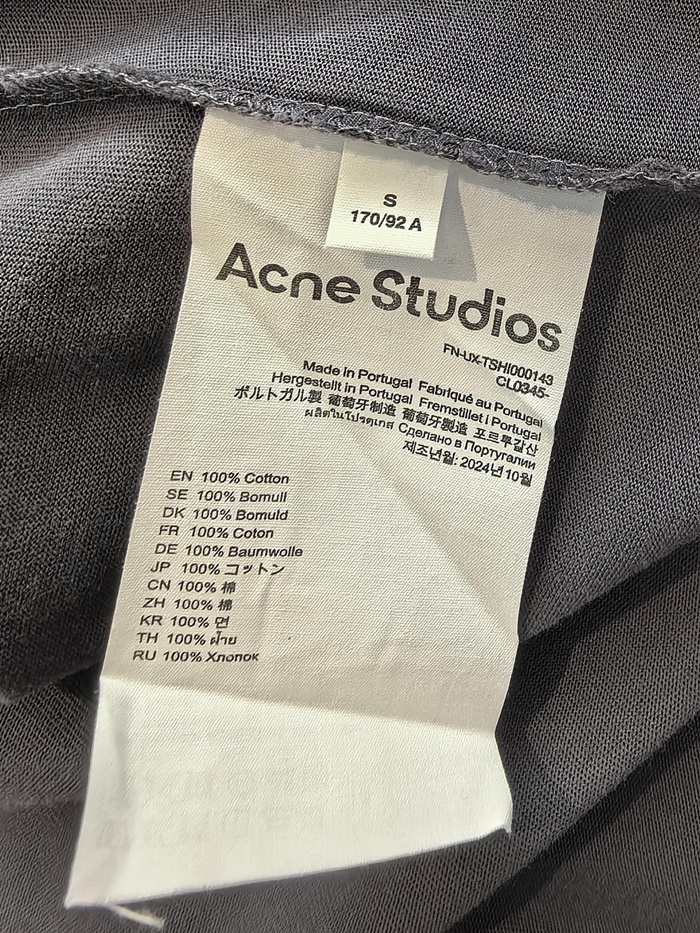 S
170/92 A
Acne Studios
FN-UX-TSHI000143
CL0345-
Made in Portugal Fabriqué au Portugal
Hergestellt in Portugal Fremstillet i Portugal
ポルトガル製 葡萄牙制造 葡萄牙製造 포르투갈산
ผลิตในโปรตุเกส Сделано в Португалии
제조년월: 2024년 10월
EN 100% Cotton
SE 100% Bomull
DK 100% Bomuld
FR 100% Coton
DE 100% Baumwolle
JP 100% コットン
CN 100% 棉
ZH 100% 棉
KR 100% 면
TH 100% ฝ้าย
RU 100% Хлопок